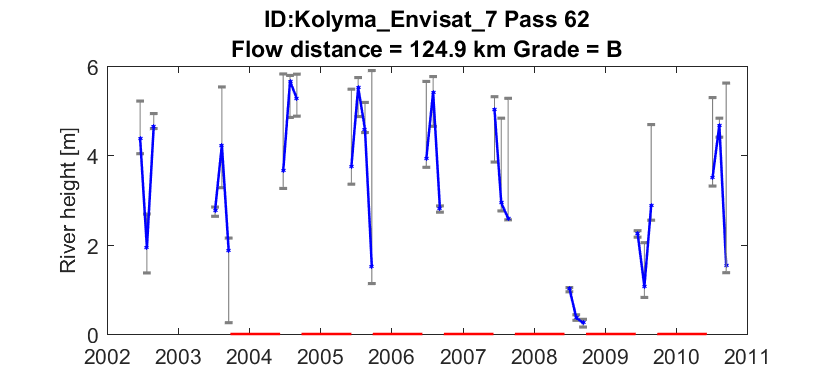 ID:Kolyma_Envisat_7 Pass 62
Flow distance = 124.9 km Grade = B
River height [m]
6
4
2
0
2002 2003 2004 2005 2006 2007 2008 2009 2010 2011